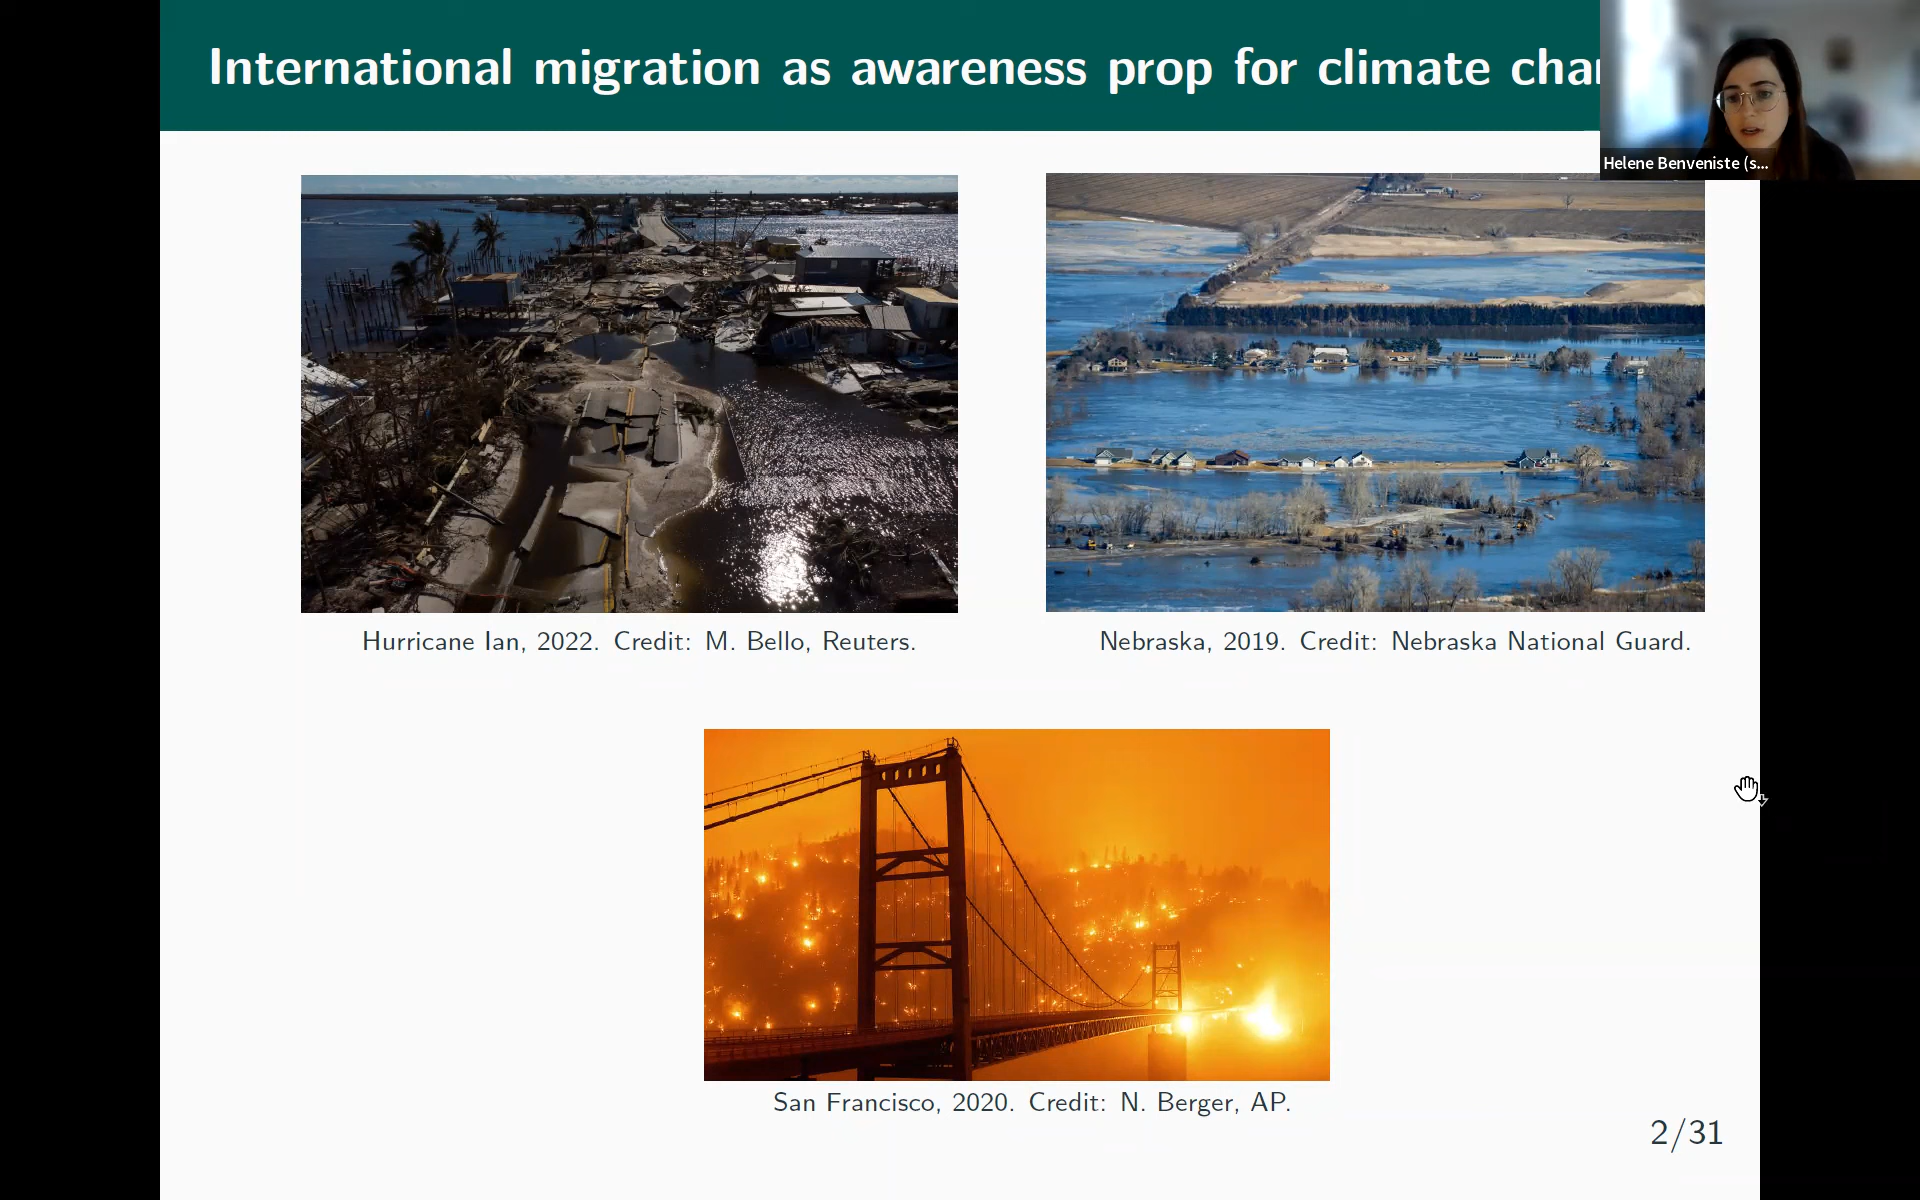 International migration as awareness prop for climate chan
Helene Benveniste (s...
Hurricane Ian, 2022. Credit: M. Bello, Reuters.
Nebraska, 2019. Credit: Nebraska National Guard.
San Francisco, 2020. Credit: N. Berger, AP.
2/31